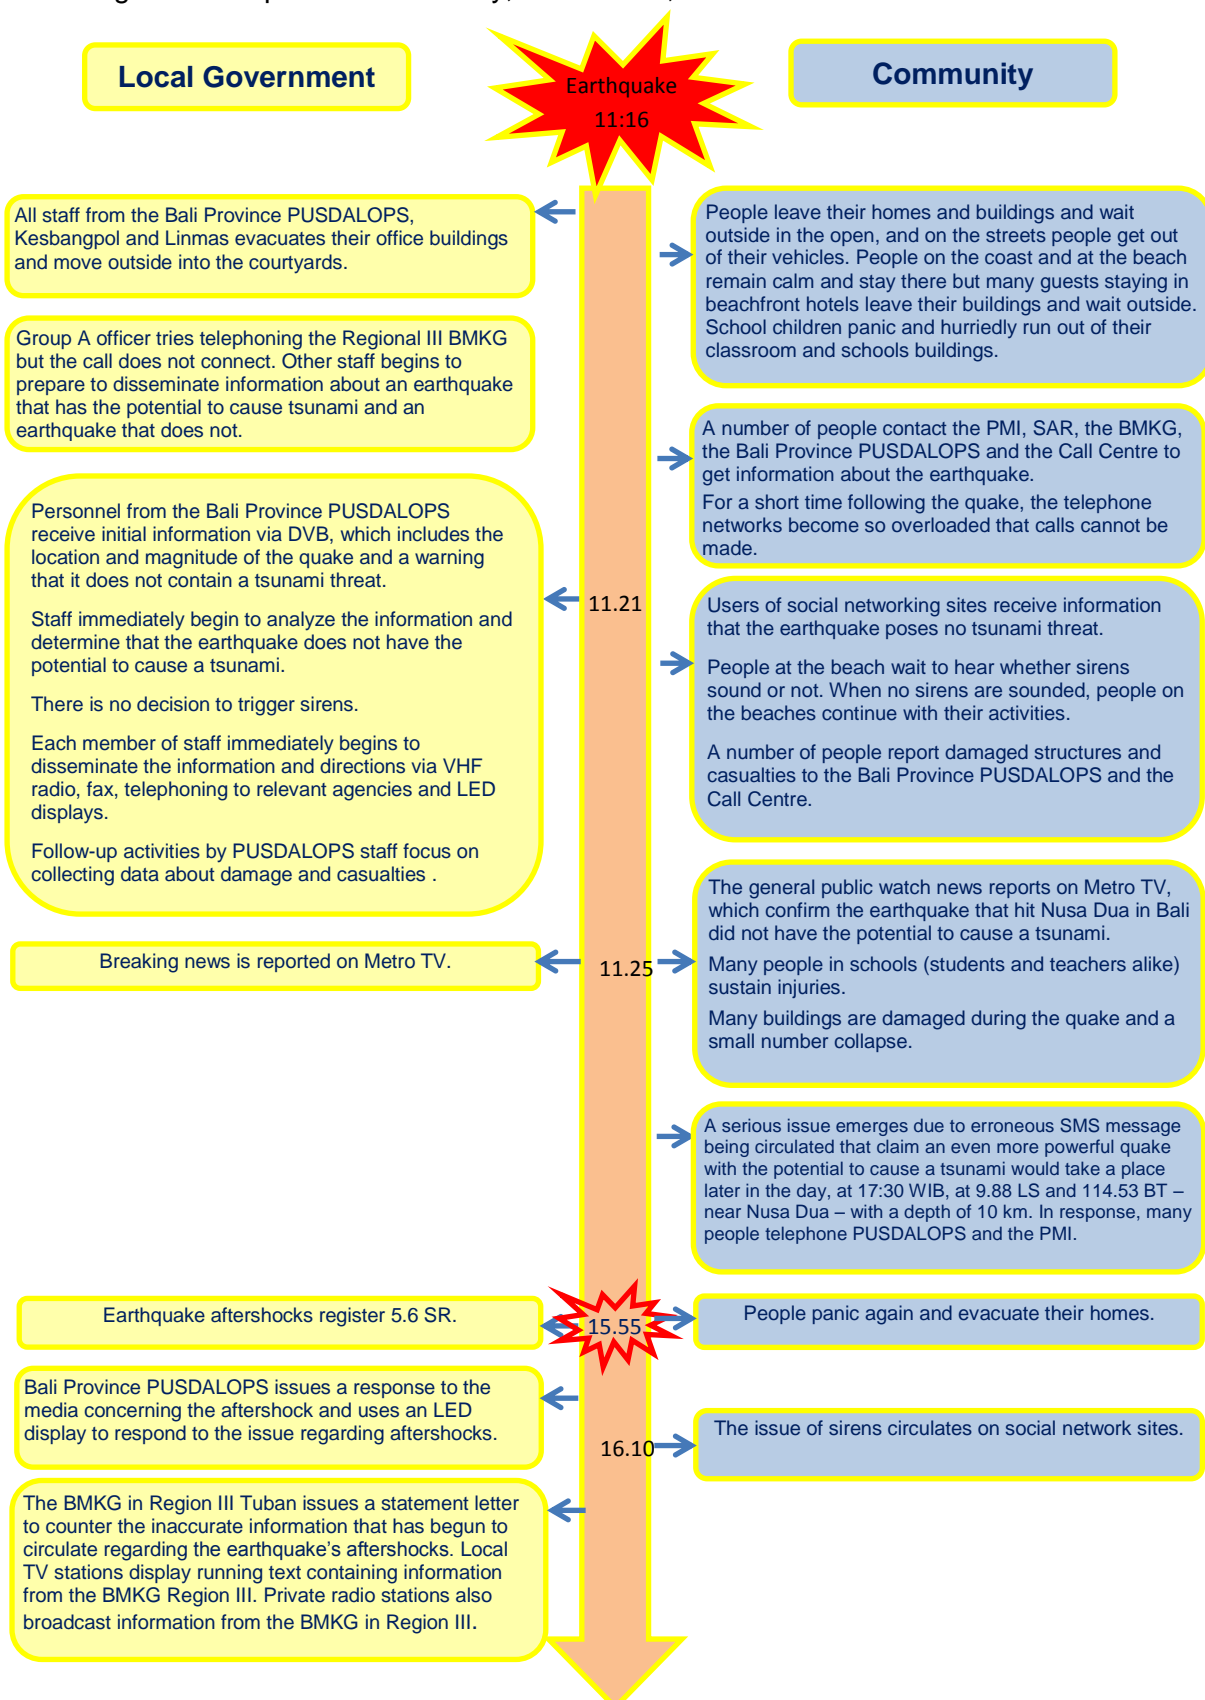 Local Government
Earthquake
11:16
Community
All staff from the Bali Province PUSDALOPS,
Kesbangpol and Linmas evacuates their office buildings
and move outside into the courtyards.
People leave their homes and buildings and wait
outside in the open, and on the streets people get out
of their vehicles. People on the coast and at the beach
remain calm and stay there but many guests staying in
beachfront hotels leave their buildings and wait outside.
School children panic and hurriedly run out of their
classroom and schools buildings.
Group A officer tries telephoning the Regional III BMKG
but the call does not connect. Other staff begins to
prepare to disseminate information about an earthquake
that has the potential to cause tsunami and an
earthquake that does not.
A number of people contact the PMI, SAR, the BMKG,
the Bali Province PUSDALOPS and the Call Centre to
get information about the earthquake.
For a short time following the quake, the telephone
networks become so overloaded that calls cannot be
made.
Personnel from the Bali Province PUSDALOPS
receive initial information via DVB, which includes the
location and magnitude of the quake and a warning
that it does not contain a tsunami threat.
Staff immediately begin to analyze the information and
determine that the earthquake does not have the
potential to cause a tsunami.
There is no decision to trigger sirens.
Each member of staff immediately begins to
disseminate the information and directions via VHF
radio, fax, telephoning to relevant agencies and LED
displays.
Follow-up activities by PUSDALOPS staff focus on
collecting data about damage and casualties .
11.21
Users of social networking sites receive information
that the earthquake poses no tsunami threat.
People at the beach wait to hear whether sirens
sound or not. When no sirens are sounded, people on
the beaches continue with their activities.
A number of people report damaged structures and
casualties to the Bali Province PUSDALOPS and the
Call Centre.
Breaking news is reported on Metro TV.
11.25
The general public watch news reports on Metro TV,
which confirm the earthquake that hit Nusa Dua in Bali
did not have the potential to cause a tsunami.
Many people in schools (students and teachers alike)
sustain injuries.
Many buildings are damaged during the quake and a
small number collapse.
A serious issue emerges due to erroneous SMS message
being circulated that claim an even more powerful quake
with the potential to cause a tsunami would take a place
later in the day, at 17:30 WIB, at 9.88 LS and 114.53 BT –
near Nusa Dua – with a depth of 10 km. In response, many
people telephone PUSDALOPS and the PMI.
Earthquake aftershocks register 5.6 SR.
15.55
People panic again and evacuate their homes.
Bali Province PUSDALOPS issues a response to the
media concerning the aftershock and uses an LED
display to respond to the issue regarding aftershocks.
16.10
The issue of sirens circulates on social network sites.
The BMKG in Region III Tuban issues a statement letter
to counter the inaccurate information that has begun to
circulate regarding the earthquake’s aftershocks. Local
TV stations display running text containing information
from the BMKG Region III. Private radio stations also
broadcast information from the BMKG in Region III.